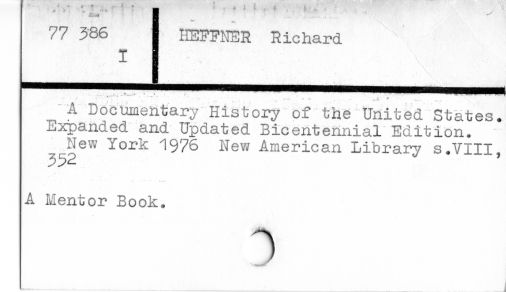 77 386
I
HEFFNER Richard
A Documentary History of the United States.
Expanded and Updated Bicentennial Edition.
New York 1976 New American Library s.VIII,
352
A Mentor Book.